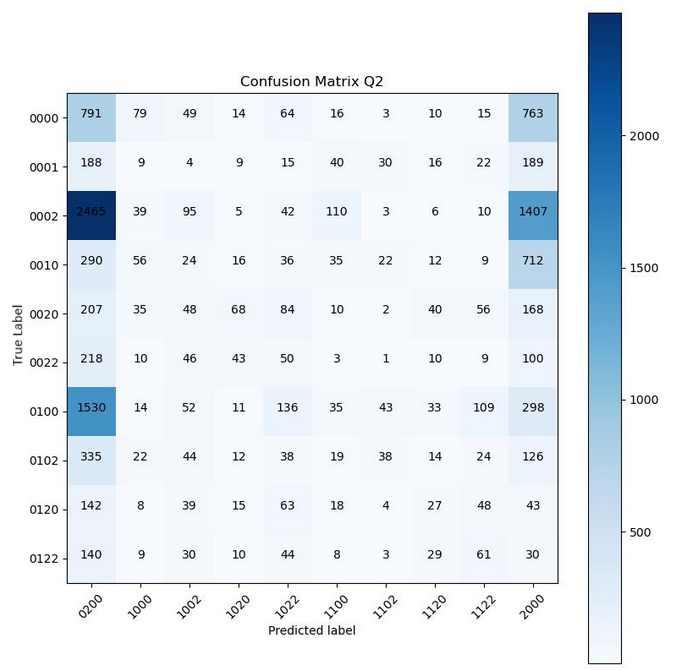 Confusion Matrix Q2
0000 791 79 49 14 64 16 3 10 15 763
0001 188 9 4 9 15 40 30 16 22 189
0002 2465 39 95 5 42 110 3 6 10 1407
0010 290 56 24 16 36 35 22 12 9 712
0020 207 35 48 68 84 10 2 40 56 168
0022 218 10 46 43 50 3 1 10 9 100
0100 1530 14 52 11 136 35 43 33 109 298
0102 335 22 44 12 38 19 38 14 24 126
0120 142 8 39 15 63 18 4 27 48 43
0122 140 9 30 10 44 8 3 29 61 30
True Label
0200 1000 1002 1020 1022 1100 1102 1120 1122 2000
Predicted label
2000
1500
1000
500